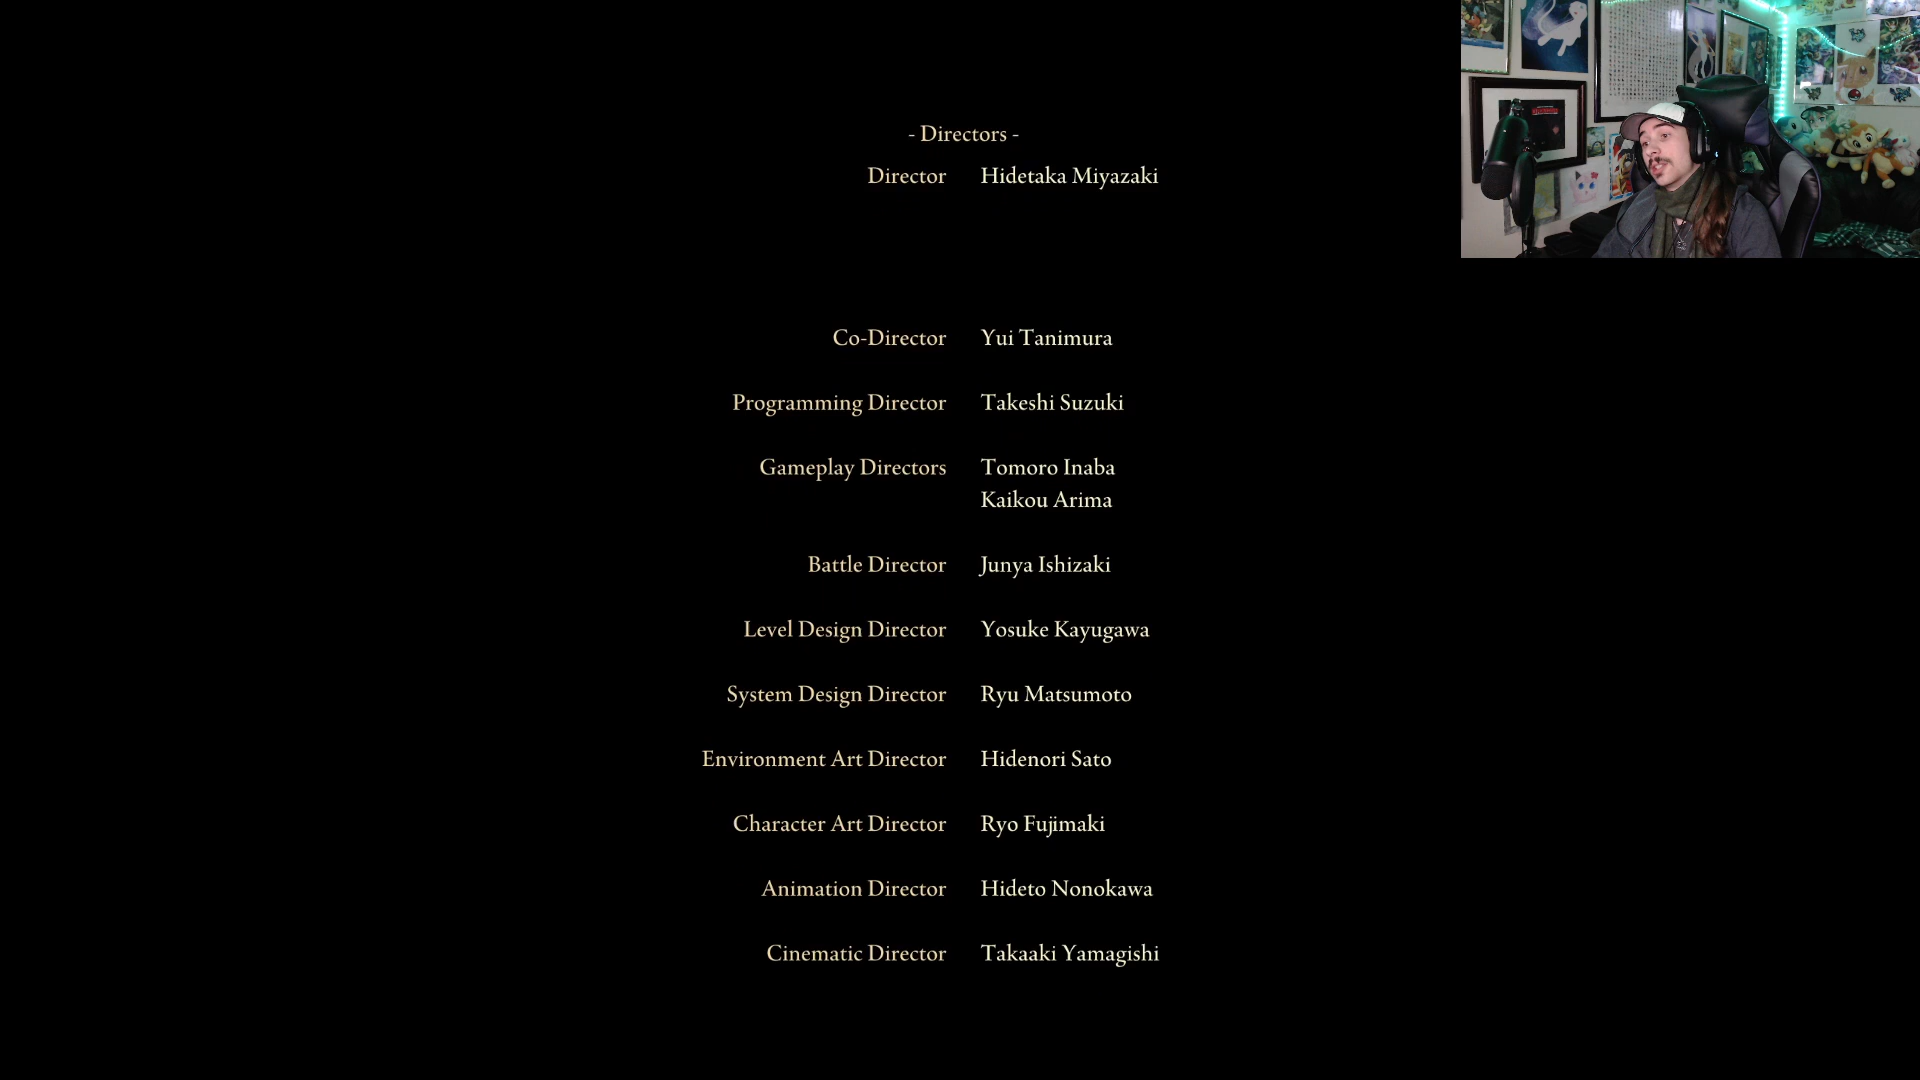 - Directors -
Director Hidetaka Miyazaki
Co-Director Yui Tanimura
Programming Director Takeshi Suzuki
Gameplay Directors Tomoro Inaba
Kaikou Arima
Battle Director Junya Ishizaki
Level Design Director Yosuke Kayugawa
System Design Director Ryu Matsumoto
Environment Art Director Hidenori Sato
Character Art Director Ryo Fujimaki
Animation Director Hideto Nonokawa
Cinematic Director Takaaki Yamagishi